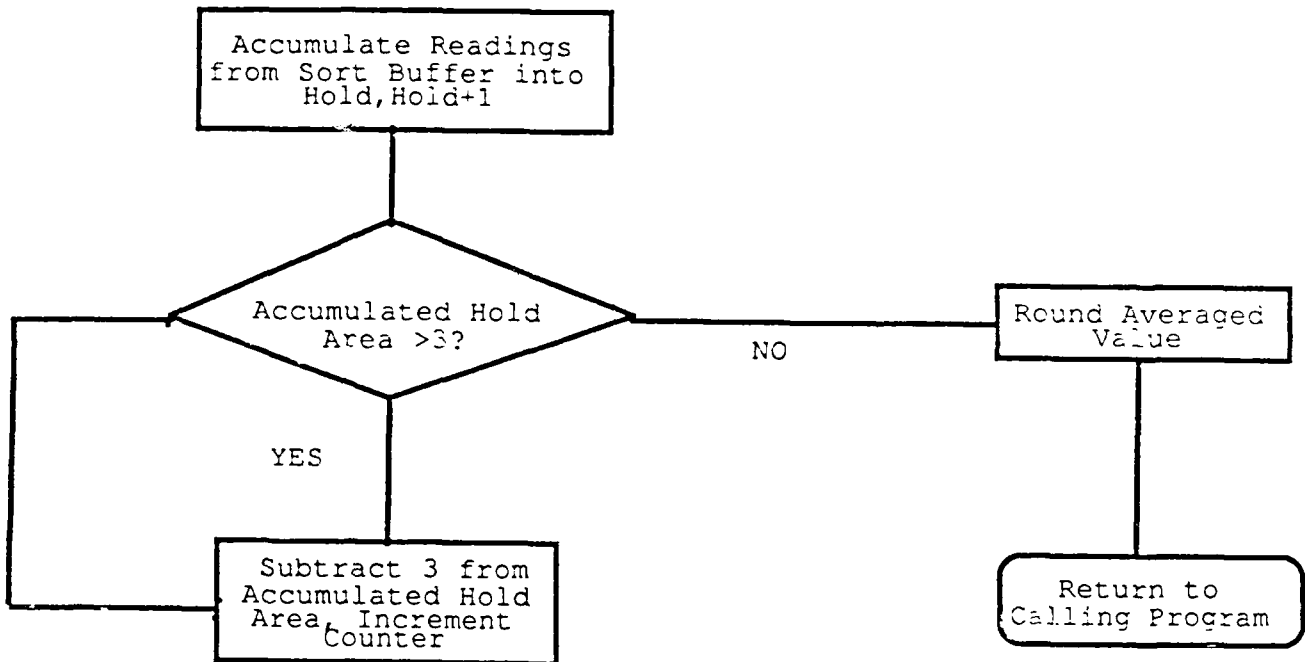 Accumulate Readings
from Sort Buffer into
Hold,Hold+1
Accumulated Hold
Area >3?
NO
Round Averaged
Value
YES
Subtract 3 from
Accumulated Hold
Area, Increment
Counter
Return to
Calling Program